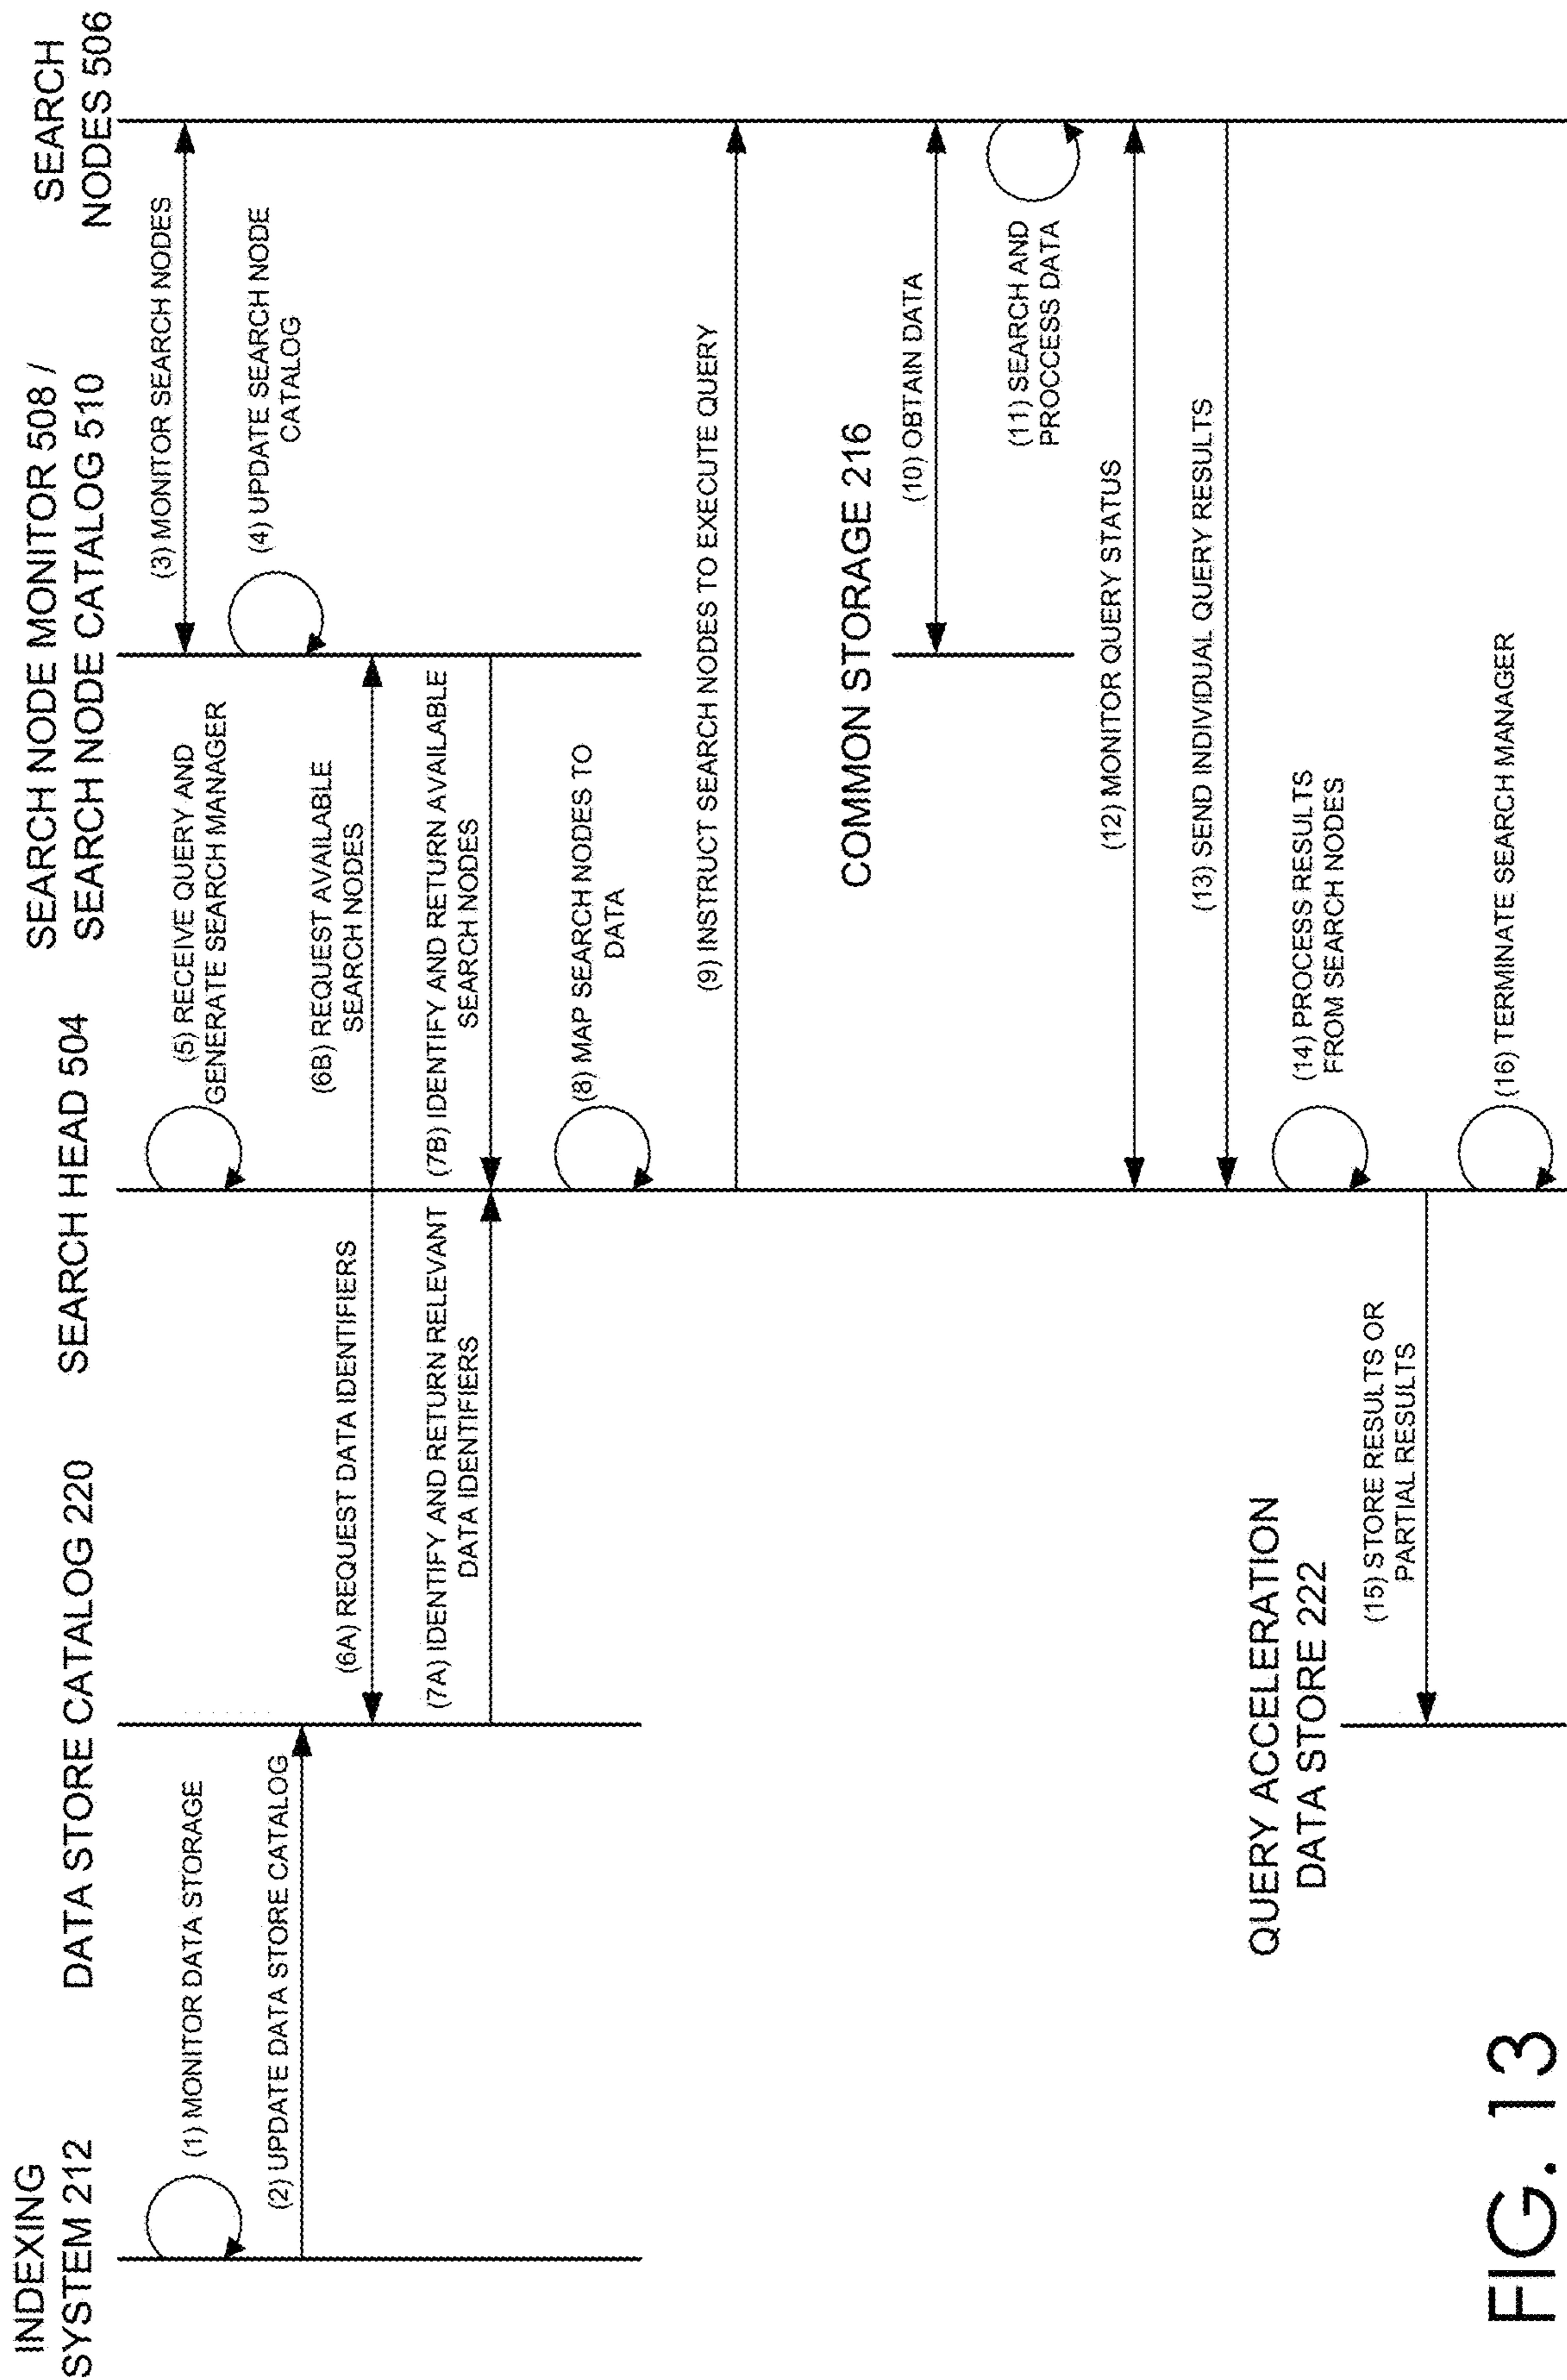 INDEXING
SYSTEM 212
DATA STORE CATALOG 220
SEARCH HEAD 504
SEARCH NODE MONITOR 508 /
SEARCH NODE CATALOG 510
SEARCH
NODES 506
(1) MONITOR DATA STORAGE
(2) UPDATE DATA STORE CATALOG
(3) MONITOR SEARCH NODES
(4) UPDATE SEARCH NODE
CATALOG
(5) RECEIVE QUERY AND
GENERATE SEARCH MANAGER
(6A) REQUEST DATA IDENTIFIERS
(6B) REQUEST AVAILABLE
SEARCH NODES
(7A) IDENTIFY AND RETURN RELEVANT
DATA IDENTIFIERS
(7B) IDENTIFY AND RETURN AVAILABLE
SEARCH NODES
(8) MAP SEARCH NODES TO
DATA
(9) INSTRUCT SEARCH NODES TO EXECUTE QUERY
COMMON STORAGE 216
(10) OBTAIN DATA
(11) SEARCH AND
PROCCESS DATA
(12) MONITOR QUERY STATUS
(13) SEND INDIVIDUAL QUERY RESULTS
(14) PROCESS RESULTS
FROM SEARCH NODES
QUERY ACCELERATION
DATA STORE 222
(15) STORE RESULTS OR
PARTIAL RESULTS
(16) TERMINATE SEARCH MANAGER
FIG. 13